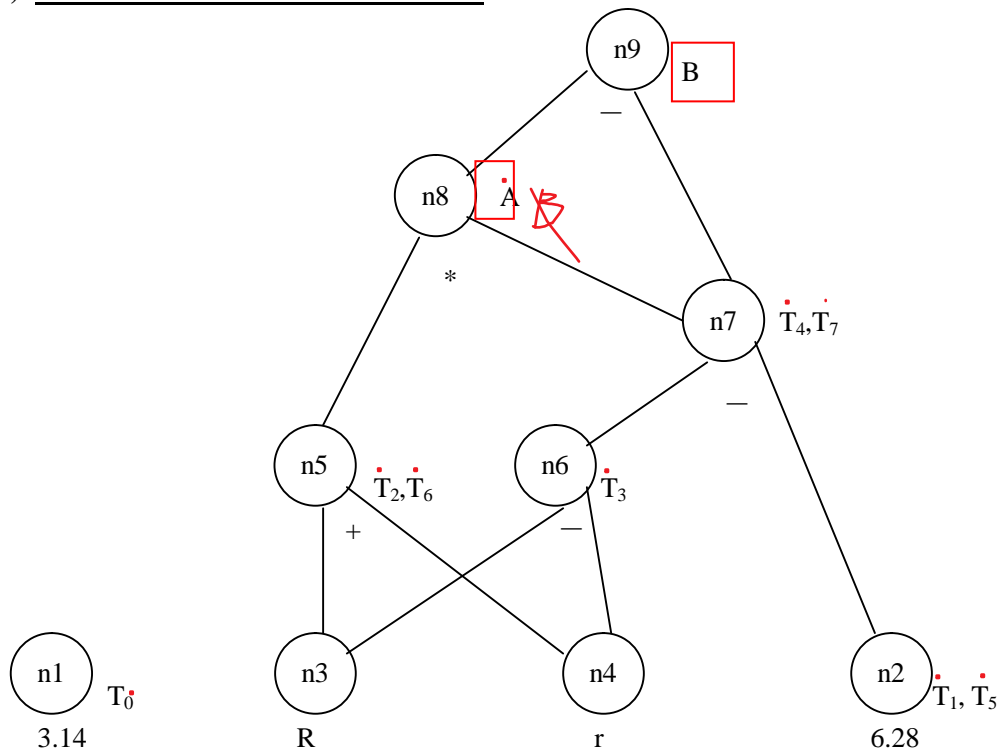 )
n9
B
—
n8
A
*
n7
T₄,T₇
—
n5
T₂,T₆
+
n6
T₃
—
n1
T₀
n3
n4
n2
T₁, T₅
3.14
R
r
6.28